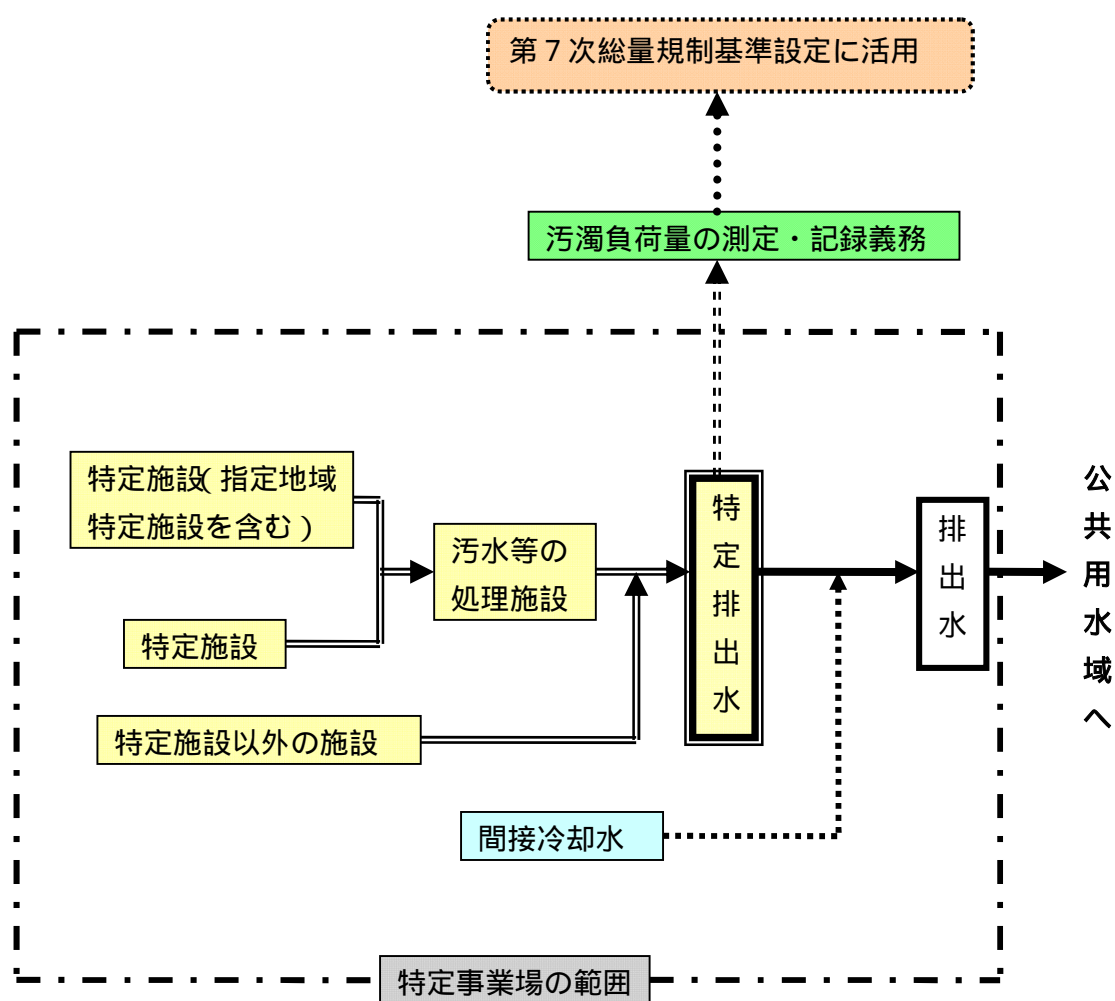 第７次総量規制基準設定に活用
汚濁負荷量の測定・記録義務
特定施設（指定地域
特定施設を含む）
汚水等の
処理施設
特定施設
特定施設以外の施設
特定排出水
排出水
公共用水域へ
間接冷却水
特定事業場の範囲